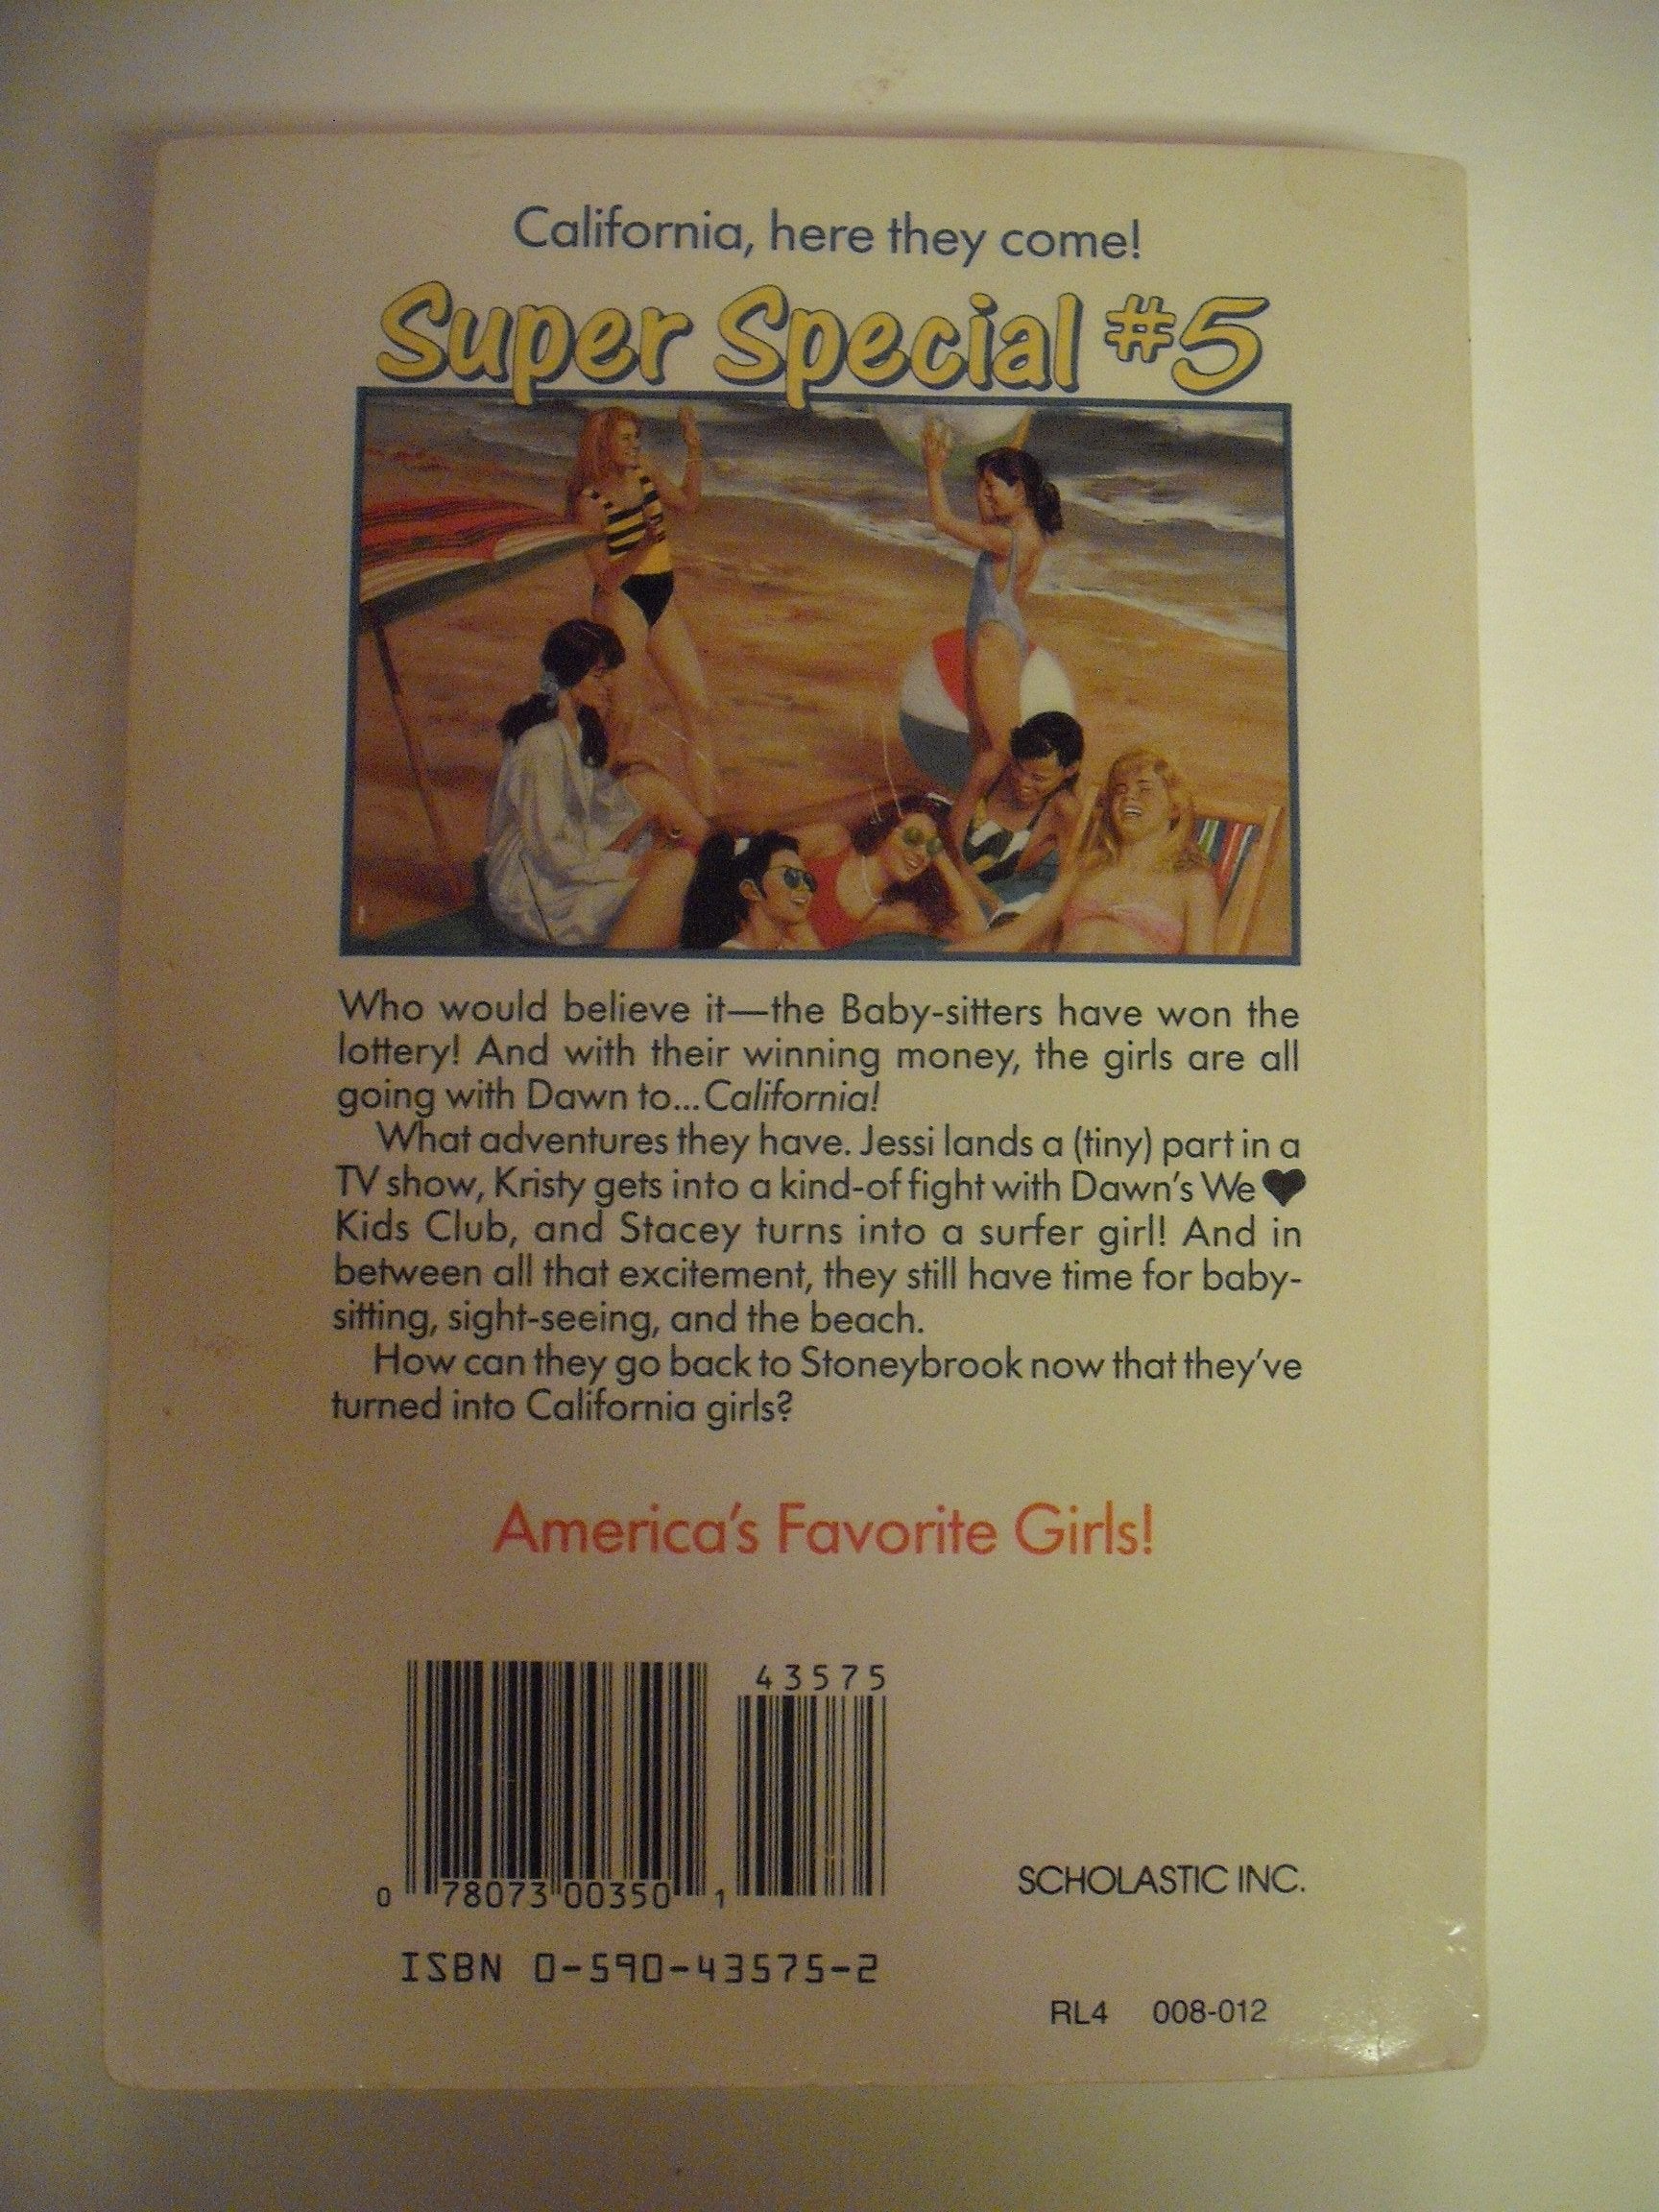 California, here they come!
Super Special #5
Who would believe it—the Baby-sitters have won the
lottery! And with their winning money, the girls are all
going with Dawn to...California!
What adventures they have. Jessi lands a (tiny) part in a
TV show, Kristy gets into a kind-of fight with Dawn's We ♥
Kids Club, and Stacey turns into a surfer girl! And in
between all that excitement, they still have time for baby-
sitting, sight-seeing, and the beach.
How can they go back to Stoneybrook now that they've
turned into California girls?
America's Favorite Girls!
43575
0 78073 00350 1
SCHOLASTIC INC.
ISBN 0-590-43575-2
RL4 008-012